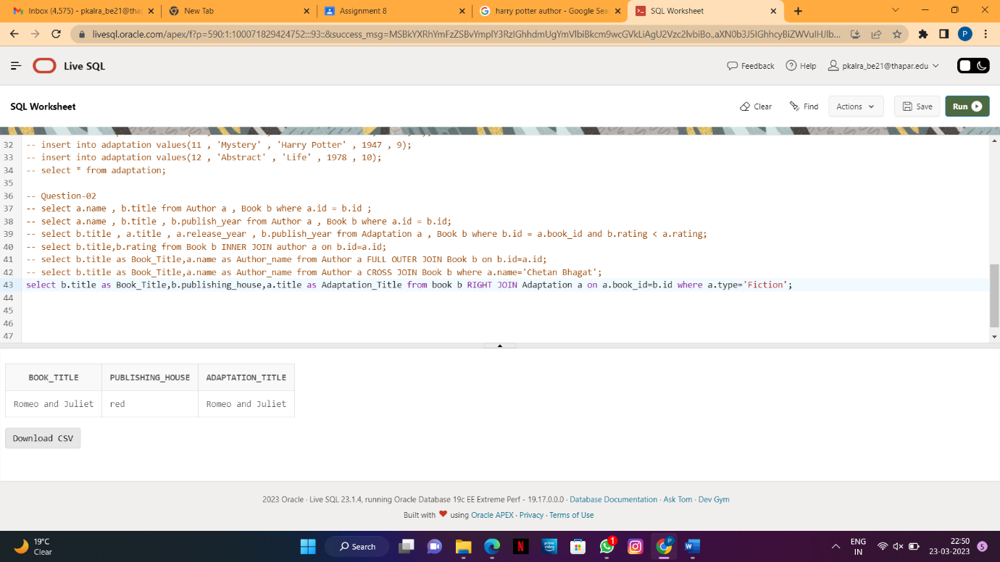 Inbox (4,575) - pkalra_be21@tha
New Tab
Assignment 8
harry potter author - Google Sea
SQL Worksheet
livesql.oracle.com/apex/f?p=590:1:100071829424752:::93::&success_msg=
Live SQL
Feedback
Help
pkalra_be21@thapar.edu
SQL Worksheet
Clear
Find
Actions
Save
Run
32 -- insert into adaptation values(11 , 'Mystery' , 'Harry Potter' , 1947 , 9);
33 -- insert into adaptation values(12 , 'Abstract' , 'Life' , 1978 , 10);
34 -- select * from adaptation;
35
36 -- Question-02
37 -- select a.name , b.title from Author a , Book b where a.id = b.id ;
38 -- select a.name , b.title , b.publish_year from Author a , Book b where a.id = b.id;
39 -- select b.title , a.title , a.release_year , b.publish_year from Adaptation a , Book b where b.id = a.book_id and b.rating < a.rating;
40 -- select b.title,b.rating from Book b INNER JOIN author a on b.id=a.id;
41 -- select b.title as Book_Title,a.name as Author_name from Author a FULL OUTER JOIN Book b on b.id=a.id;
42 -- select b.title as Book_Title,a.name as Author_name from Author a CROSS JOIN Book b where a.name='Chetan Bhagat';
43 select b.title as Book_Title,b.publishing_house,a.title as Adaptation_Title from book b RIGHT JOIN Adaptation a on a.book_id=b.id where a.type='Fiction';
44
45
46
47
BOOK_TITLE PUBLISHING_HOUSE ADAPTATION_TITLE
Romeo and Juliet red Romeo and Juliet
Download CSV
2023 Oracle · Live SQL 23.1.4, running Oracle Database 19c EE Extreme Perf - 19.17.0.0.0 · Database Documentation · Ask Tom · Dev Gym
Built with ❤ using Oracle APEX · Privacy · Terms of Use
19°C
Clear
Search
1
ENG
IN
22:50
23-03-2023
5